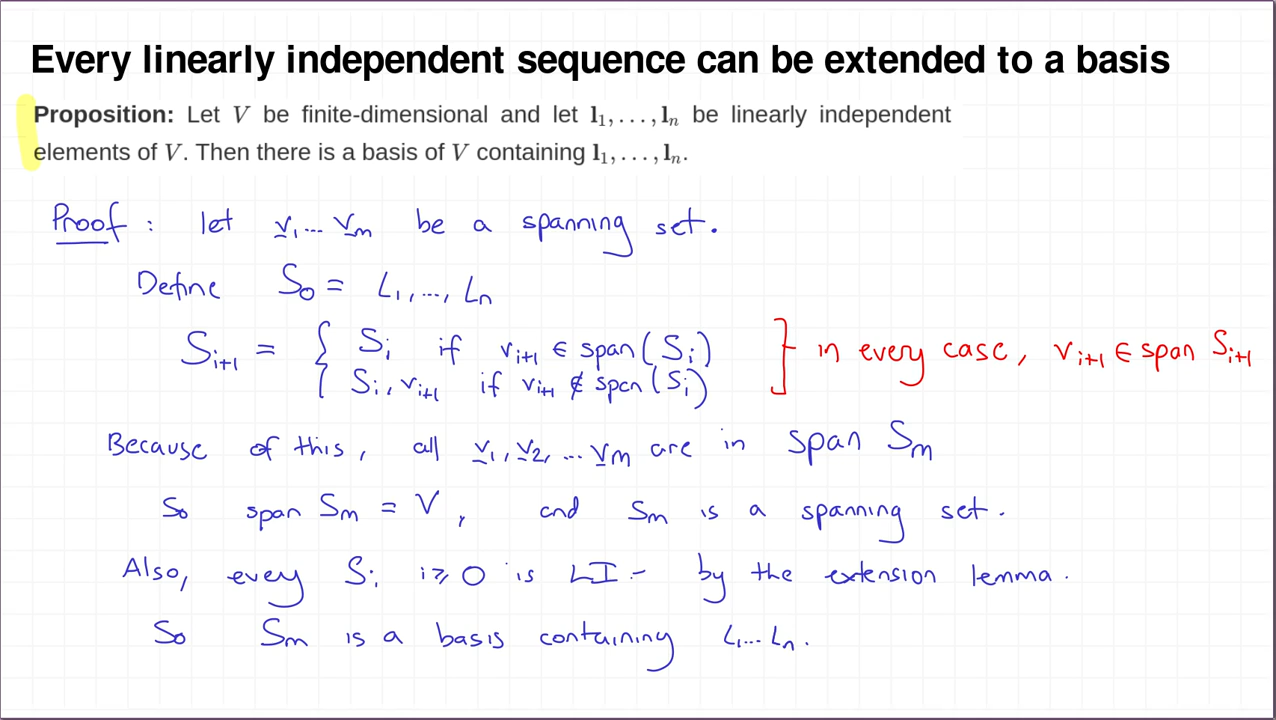 Every linearly independent sequence can be extended to a basis
Proposition: Let V be finite-dimensional and let l₁, . . . , lₙ be linearly independent
elements of V. Then there is a basis of V containing l₁, . . . , lₙ.
Proof : let v₁ ... vₘ be a spanning set.
Define S₀ = L₁, ..., Lₙ
Sᵢ₊₁ = { Sᵢ if vᵢ₊₁ ∈ span(Sᵢ) } in every case, vᵢ₊₁ ∈ span Sᵢ₊₁
{ Sᵢ, vᵢ₊₁ if vᵢ₊₁ ∉ span(Sᵢ)
Because of this, all v₁, v₂, ... vₘ are in span Sₘ
So span Sₘ = V, and Sₘ is a spanning set.
Also, every Sᵢ i ≥ 0 is LI - by the extension lemma.
So Sₘ is a basis containing L₁ ... Lₙ.